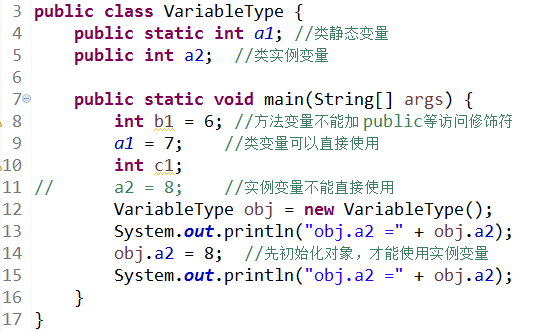 3 public class VariableType {
4     public static int a1; //类静态变量
5     public int a2;  //类实例变量
6
7     public static void main(String[] args) {
8         int b1 = 6; //方法变量不能加 public等访问修饰符
9         a1 = 7;    //类变量可以直接使用
10         int c1;
11 //      a2 = 8;    //实例变量不能直接使用
12         VariableType obj = new VariableType();
13         System.out.println("obj.a2 =" + obj.a2);
14         obj.a2 = 8;  //先初始化对象，才能使用实例变量
15         System.out.println("obj.a2 =" + obj.a2);
16     }
17 }